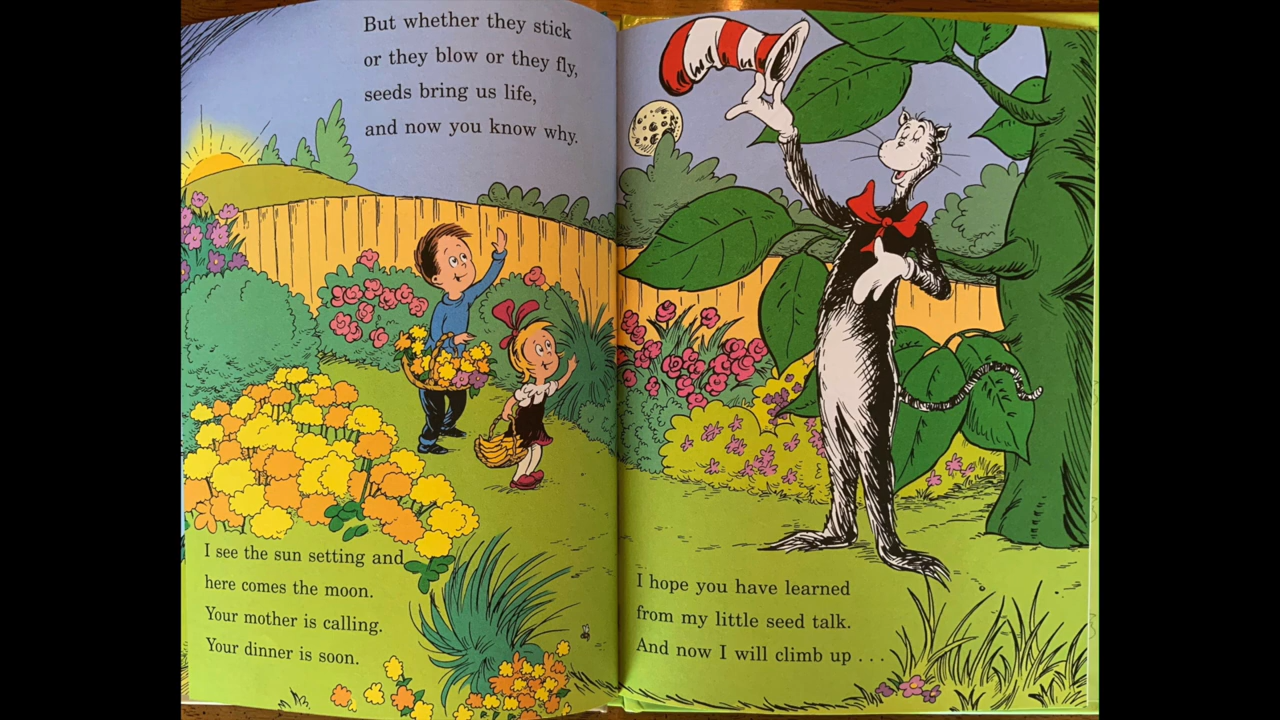 But whether they stick
or they blow or they fly,
seeds bring us life,
and now you know why.
I see the sun setting and
here comes the moon.
Your mother is calling.
Your dinner is soon.
I hope you have learned
from my little seed talk.
And now I will climb up . . .